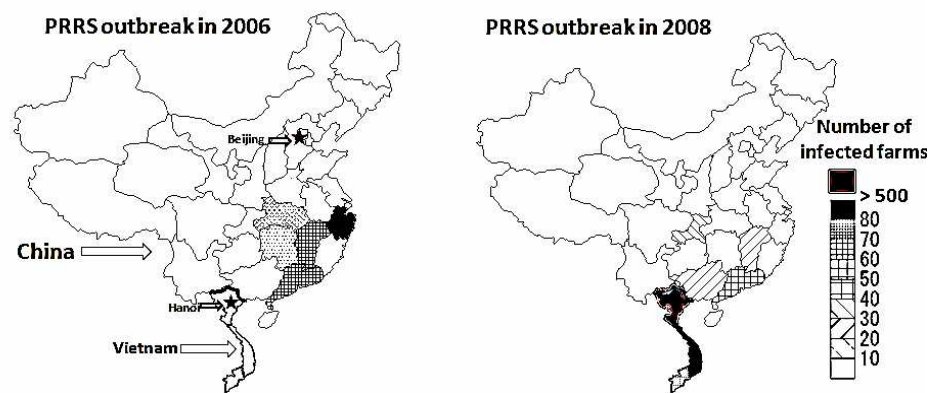 PRRS outbreak in 2006
PRRS outbreak in 2008
Beijing
China
Hanoi
Vietnam
Number of
infected farms
> 500
80
70
60
50
40
30
20
10